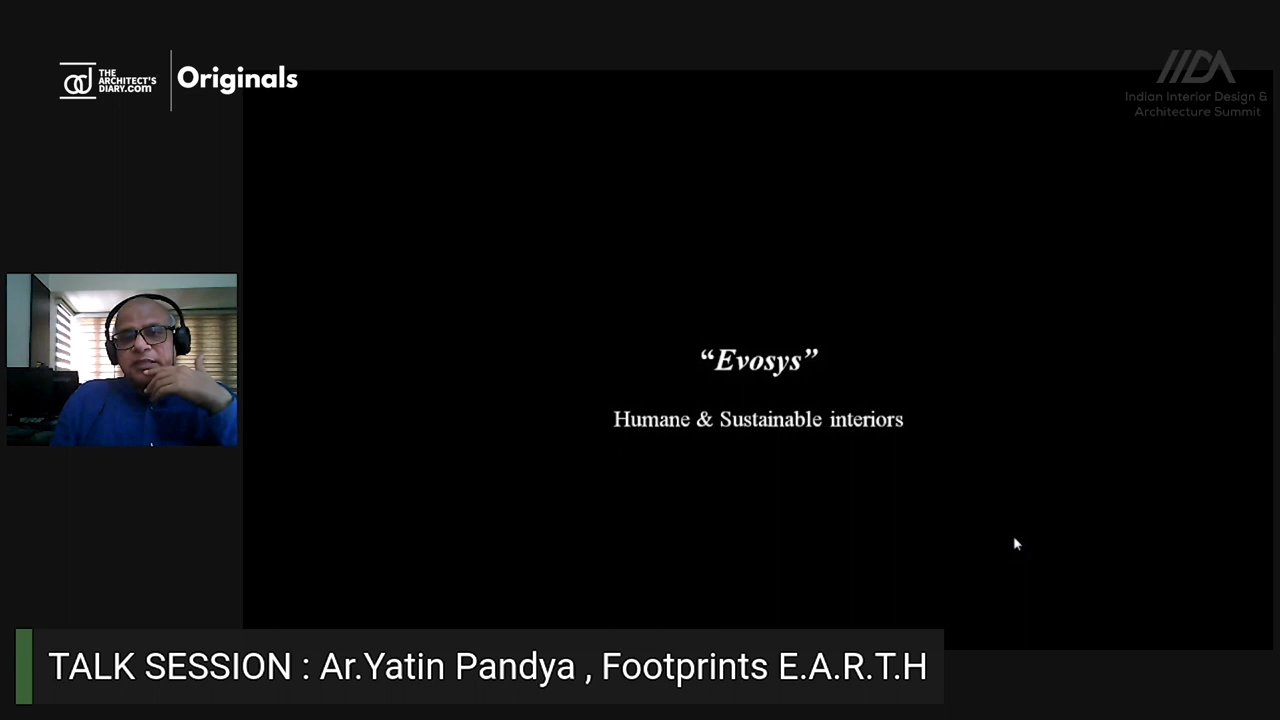 THE
ARCHITECT'S
DIARY.com
Originals
Indian Interior Design &
Architecture Summit
“Evosys”
Humane & Sustainable interiors
TALK SESSION : Ar.Yatin Pandya , Footprints E.A.R.T.H